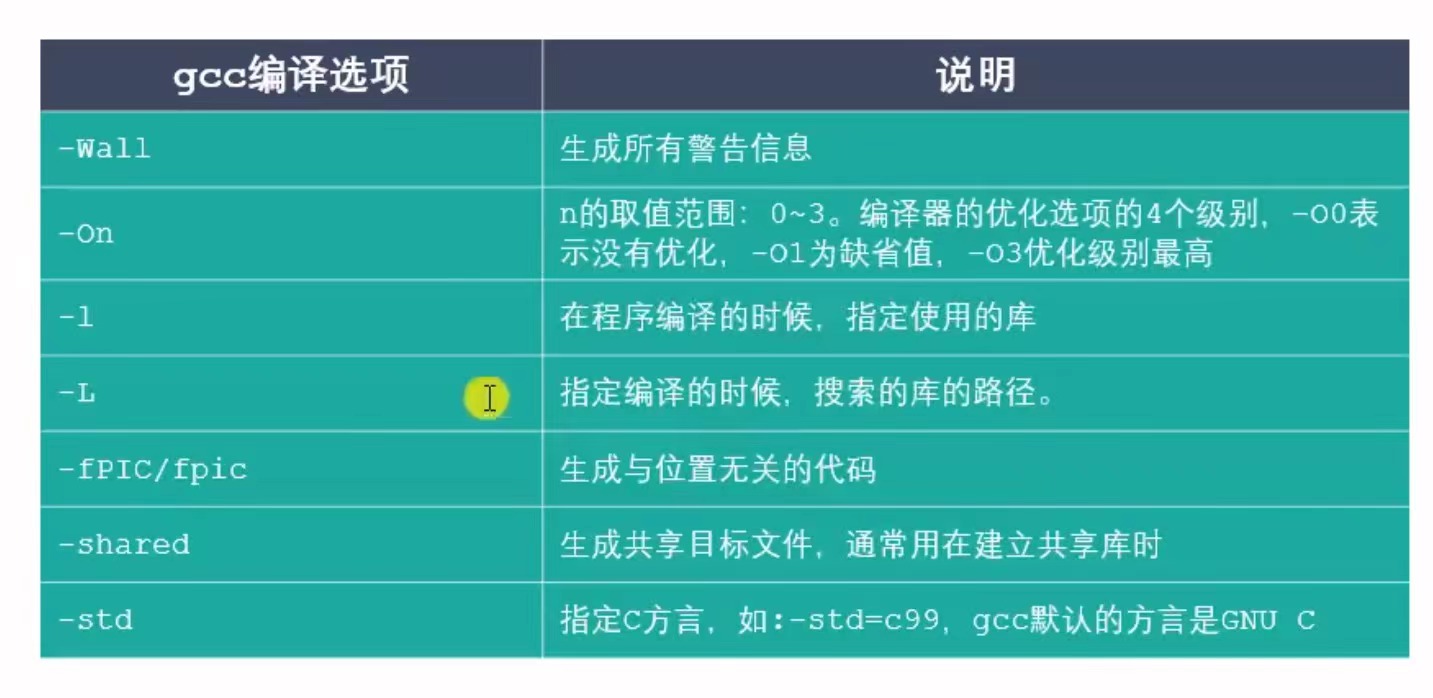 gcc编译选项 说明
-Wall 生成所有警告信息
-On n的取值范围：0~3。编译器的优化选项的4个级别，-O0表
示没有优化，-O1为缺省值，-O3优化级别最高
-l 在程序编译的时候，指定使用的库
-L 指定编译的时候，搜索的库的路径。
-fPIC/fpic 生成与位置无关的代码
-shared 生成共享目标文件，通常用在建立共享库时
-std 指定C方言，如:-std=c99，gcc默认的方言是GNU C